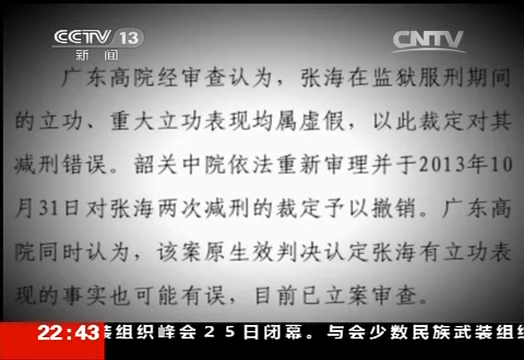 CCTV 13
新闻
CNTV
广东高院经审查认为，张海在监狱服刑期间
的立功、重大立功表现均属虚假，以此裁定对其
减刑错误。韶关中院依法重新审理并于2013年10
月31日对张海两次减刑的裁定予以撤销。广东高
院同时认为，该案原生效判决认定张海有立功表
现的事实也可能有误，目前已立案审查。
22:43
装组织峰会25日闭幕。与会少数民族武装组织